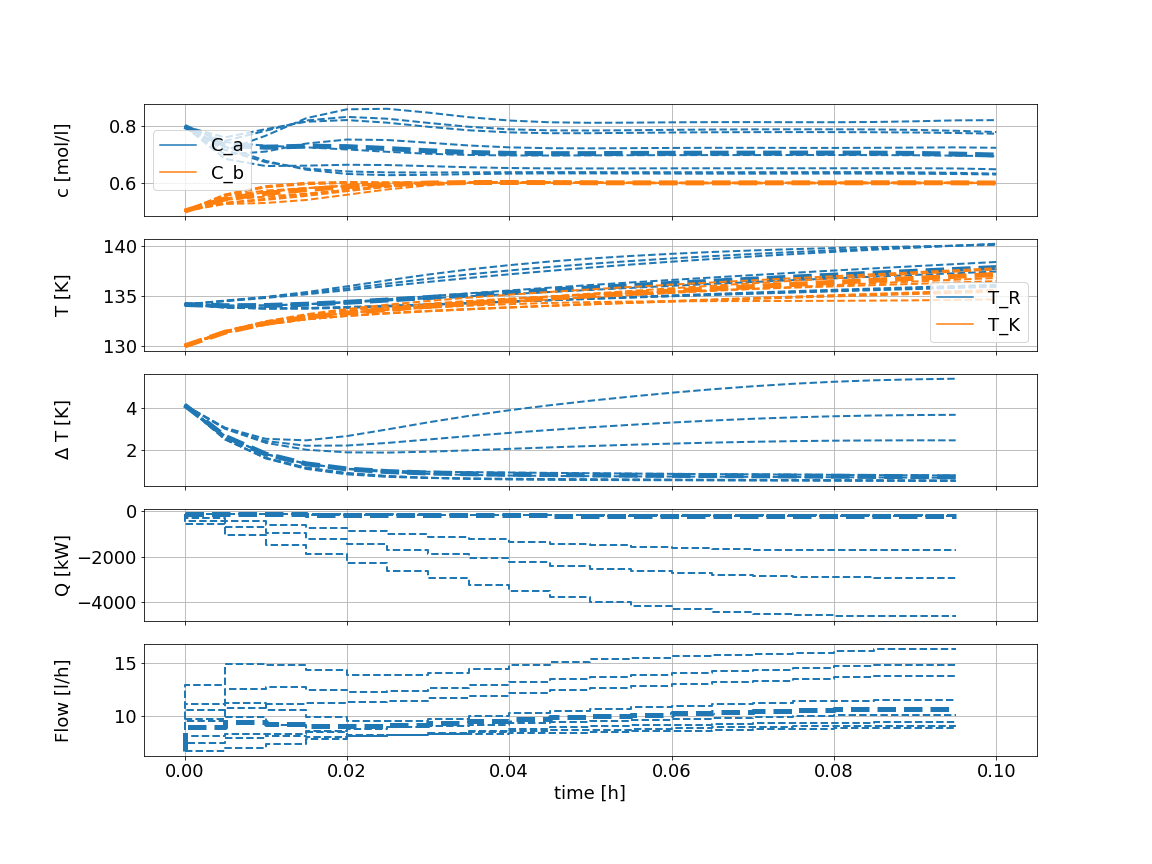 c [mol/l]
0.8
0.6
C_a
C_b
T [K]
140
135
130
T_R
T_K
Δ T [K]
4
2
Q [kW]
0
−2000
−4000
Flow [l/h]
15
10
0.00 0.02 0.04 0.06 0.08 0.10
time [h]